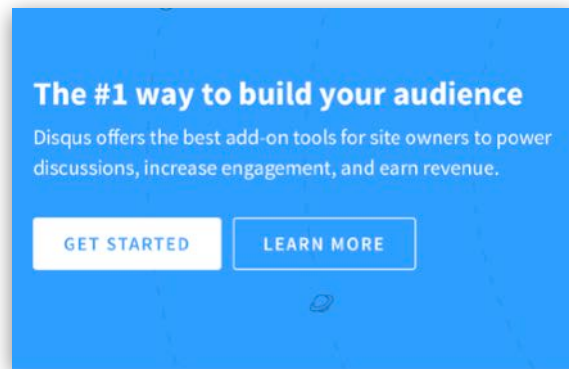 The #1 way to build your audience
Disqus offers the best add-on tools for site owners to power
discussions, increase engagement, and earn revenue.
GET STARTED
LEARN MORE